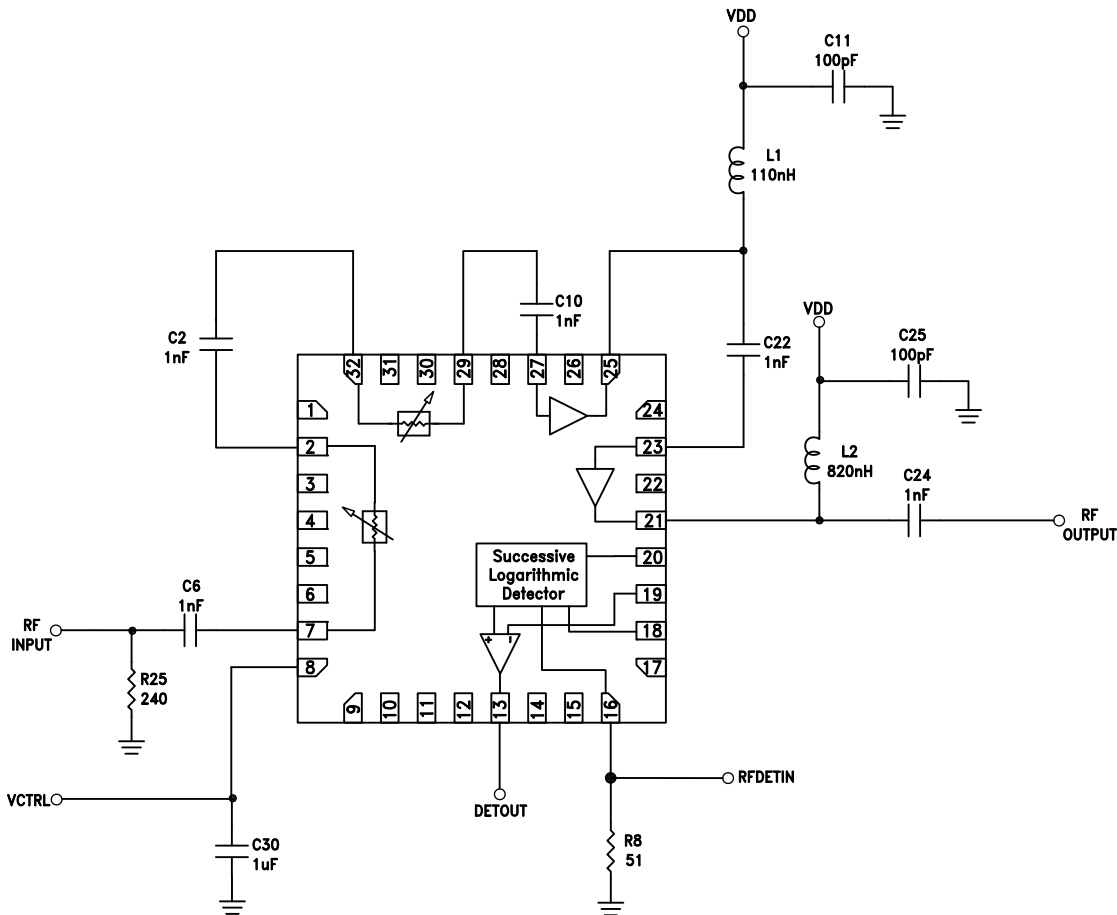 VDD
C11
100pF
L1
110nH
C2
1nF
C10
1nF
VDD
C22
1nF
C25
100pF
32
31
30
29
28
27
26
25
1
24
2
23
L2
820nH
3
22
C24
1nF
4
21
RF
OUTPUT
5
Successive
Logarithmic
Detector
20
C6
1nF
6
19
RF
INPUT
7
+
-
18
8
17
R25
240
9
10
11
12
13
14
15
16
VCTRL
RFDETIN
DETOUT
C30
1uF
R8
51